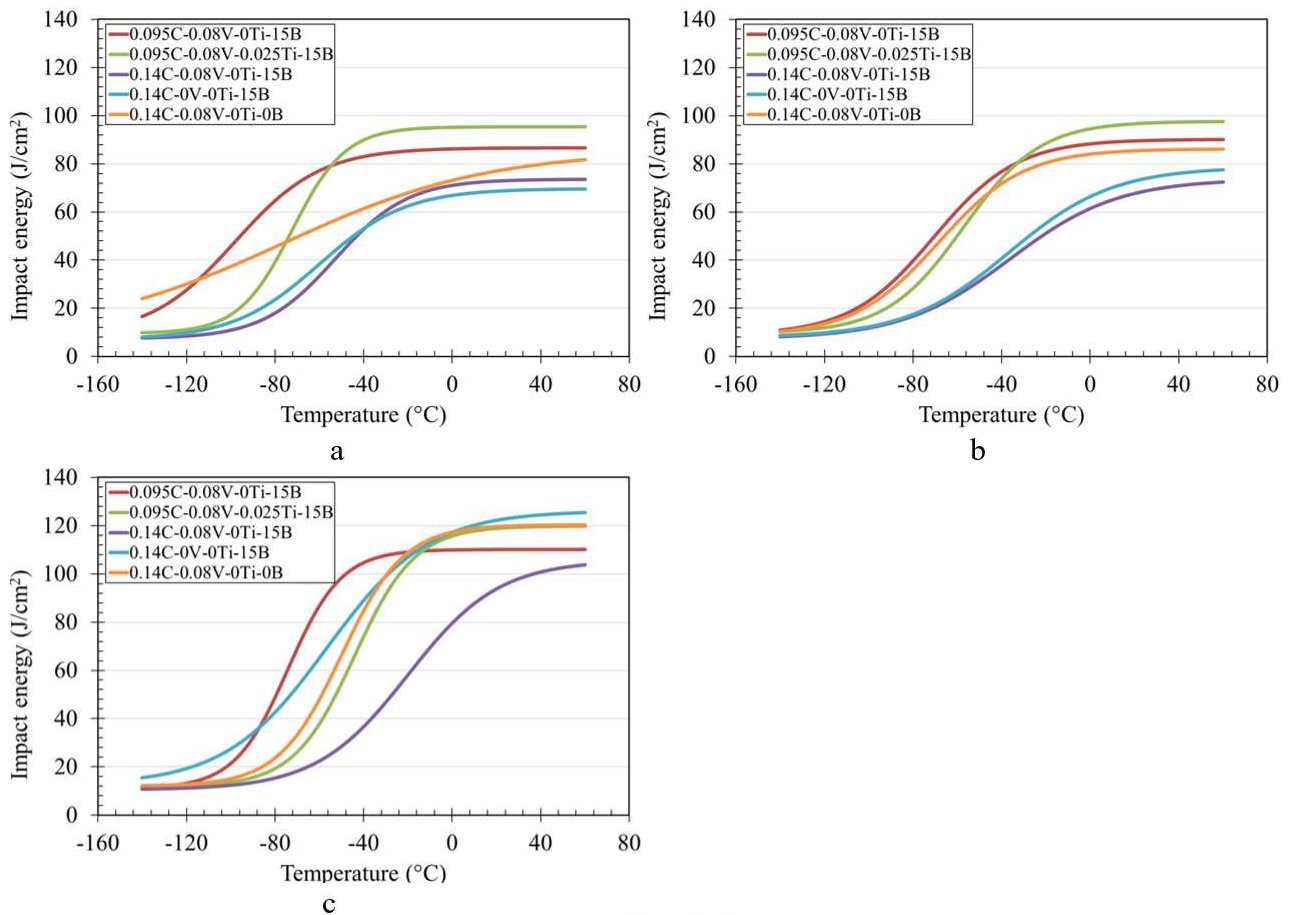 140
120
100
80
60
40
20
0
Impact energy (J/cm²)
0.095C-0.08V-0Ti-15B
0.095C-0.08V-0.025Ti-15B
0.14C-0.08V-0Ti-15B
0.14C-0V-0Ti-15B
0.14C-0.08V-0Ti-0B
-160 -120 -80 -40 0 40 80
Temperature (°C)
a
140
120
100
80
60
40
20
0
Impact energy (J/cm²)
0.095C-0.08V-0Ti-15B
0.095C-0.08V-0.025Ti-15B
0.14C-0.08V-0Ti-15B
0.14C-0V-0Ti-15B
0.14C-0.08V-0Ti-0B
-160 -120 -80 -40 0 40 80
Temperature (°C)
b
140
120
100
80
60
40
20
0
Impact energy (J/cm²)
0.095C-0.08V-0Ti-15B
0.095C-0.08V-0.025Ti-15B
0.14C-0.08V-0Ti-15B
0.14C-0V-0Ti-15B
0.14C-0.08V-0Ti-0B
-160 -120 -80 -40 0 40 80
Temperature (°C)
c